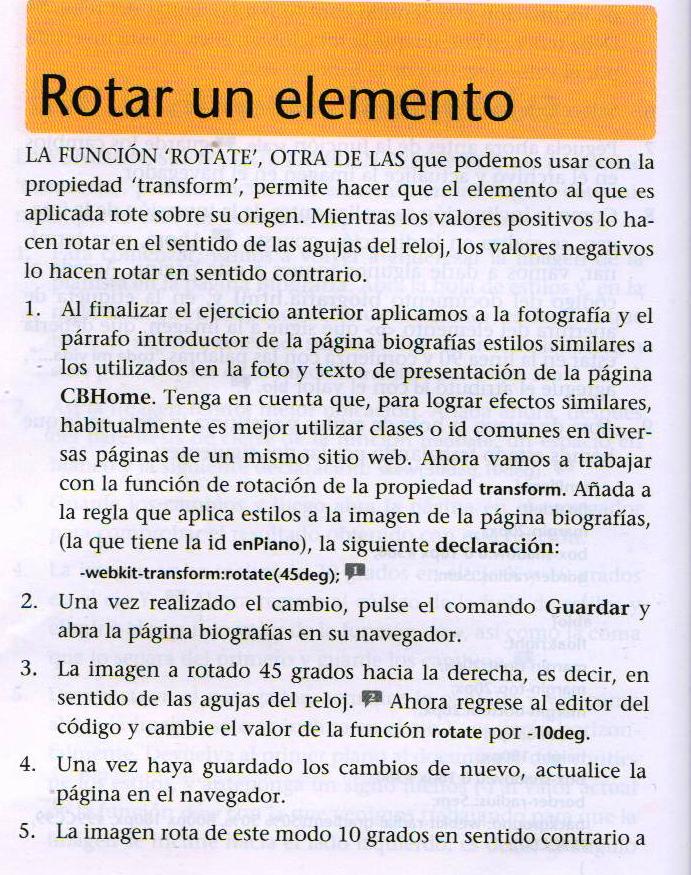 Rotar un elemento
LA FUNCIÓN ‘ROTATE’, OTRA DE LAS que podemos usar con la
propiedad ‘transform’, permite hacer que el elemento al que es
aplicada rote sobre su origen. Mientras los valores positivos lo ha-
cen rotar en el sentido de las agujas del reloj, los valores negativos
lo hacen rotar en sentido contrario.
1. Al finalizar el ejercicio anterior aplicamos a la fotografía y el
párrafo introductor de la página biografías estilos similares a
los utilizados en la foto y texto de presentación de la página
CBHome. Tenga en cuenta que, para lograr efectos similares,
habitualmente es mejor utilizar clases o id comunes en diver-
sas páginas de un mismo sitio web. Ahora vamos a trabajar
con la función de rotación de la propiedad transform. Añada a
la regla que aplica estilos a la imagen de la página biografías,
(la que tiene la id enPiano), la siguiente declaración:
-webkit-transform:rotate(45deg); 1
2. Una vez realizado el cambio, pulse el comando Guardar y
abra la página biografías en su navegador.
3. La imagen a rotado 45 grados hacia la derecha, es decir, en
sentido de las agujas del reloj. 2 Ahora regrese al editor del
código y cambie el valor de la función rotate por -10deg.
4. Una vez haya guardado los cambios de nuevo, actualice la
página en el navegador.
5. La imagen rota de este modo 10 grados en sentido contrario a